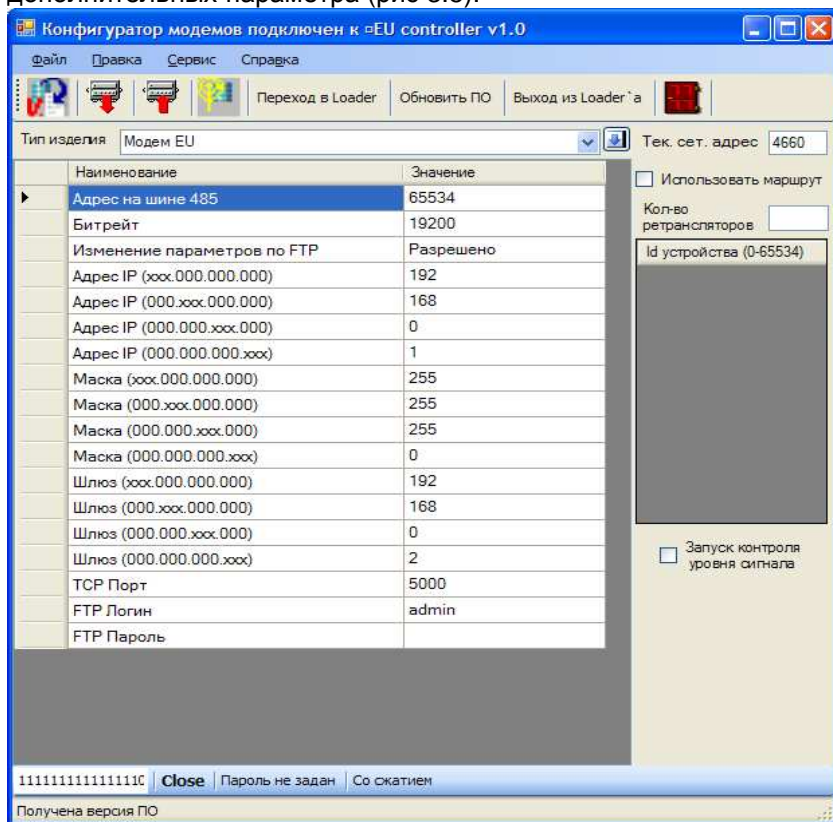 дополнительных параметра (рис 3.8).
Конфигуратор модемов подключен к ¤EU controller v1.0
Файл Правка Сервис Справка
Переход в Loader Обновить ПО Выход из Loader`а
Тип изделия Модем EU Тек. сет. адрес 4660
Наименование Значение
Использовать маршрут
Адрес на шине 485 65534
Кол-во ретрансляторов
Битрейт 19200
Изменение параметров по FTP Разрешено
Id устройства (0-65534)
Адрес IP (xxx.000.000.000) 192
Адрес IP (000.xxx.000.000) 168
Адрес IP (000.000.xxx.000) 0
Адрес IP (000.000.000.xxx) 1
Маска (xxx.000.000.000) 255
Маска (000.xxx.000.000) 255
Маска (000.000.xxx.000) 255
Маска (000.000.000.xxx) 0
Шлюз (xxx.000.000.000) 192
Шлюз (000.xxx.000.000) 168
Шлюз (000.000.xxx.000) 0
Шлюз (000.000.000.xxx) 2
Запуск контроля
уровня сигнала
TCP Порт 5000
FTP Логин admin
FTP Пароль
Close Пароль не задан Со сжатием
Получена версия ПО